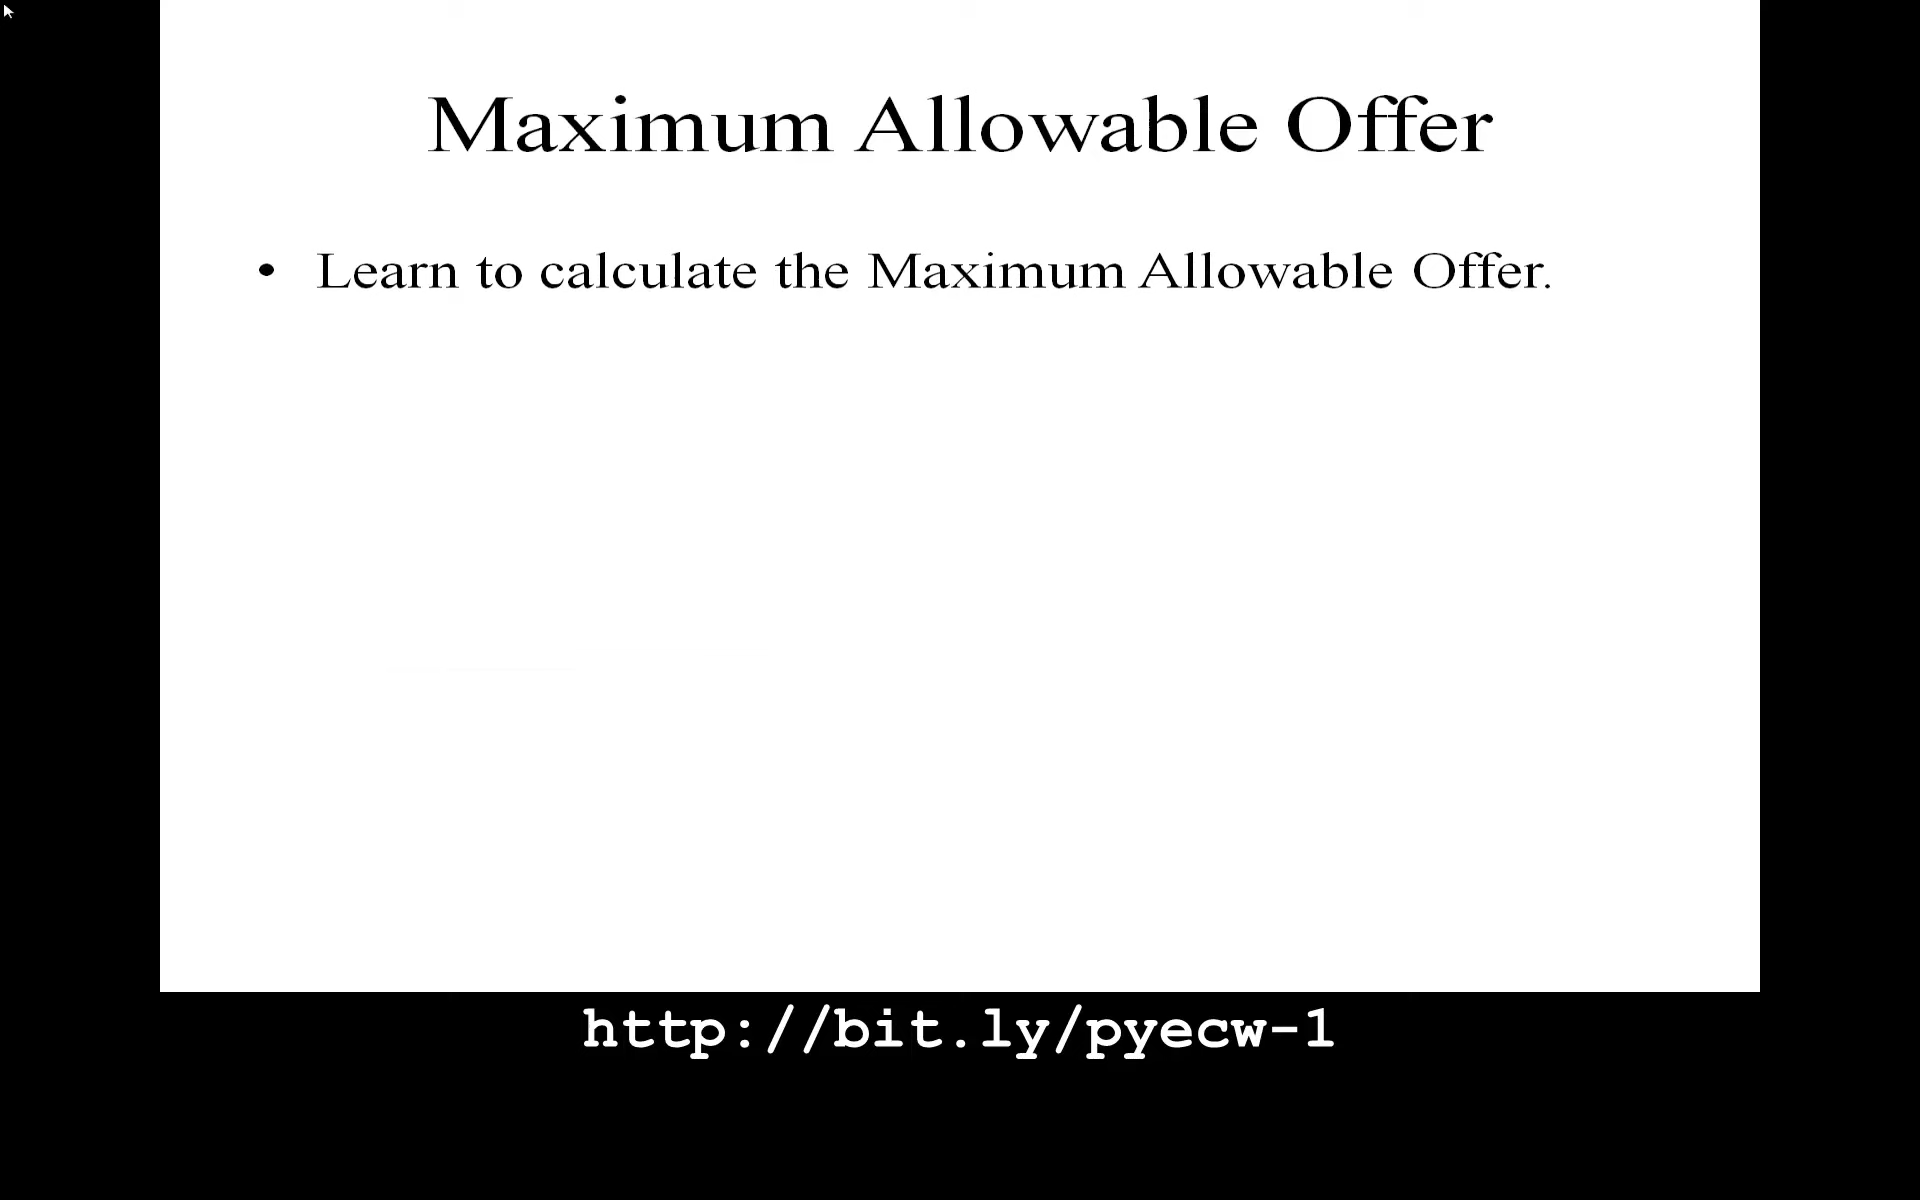 Maximum Allowable Offer
• Learn to calculate the Maximum Allowable Offer.
http://bit.ly/pyecw-1